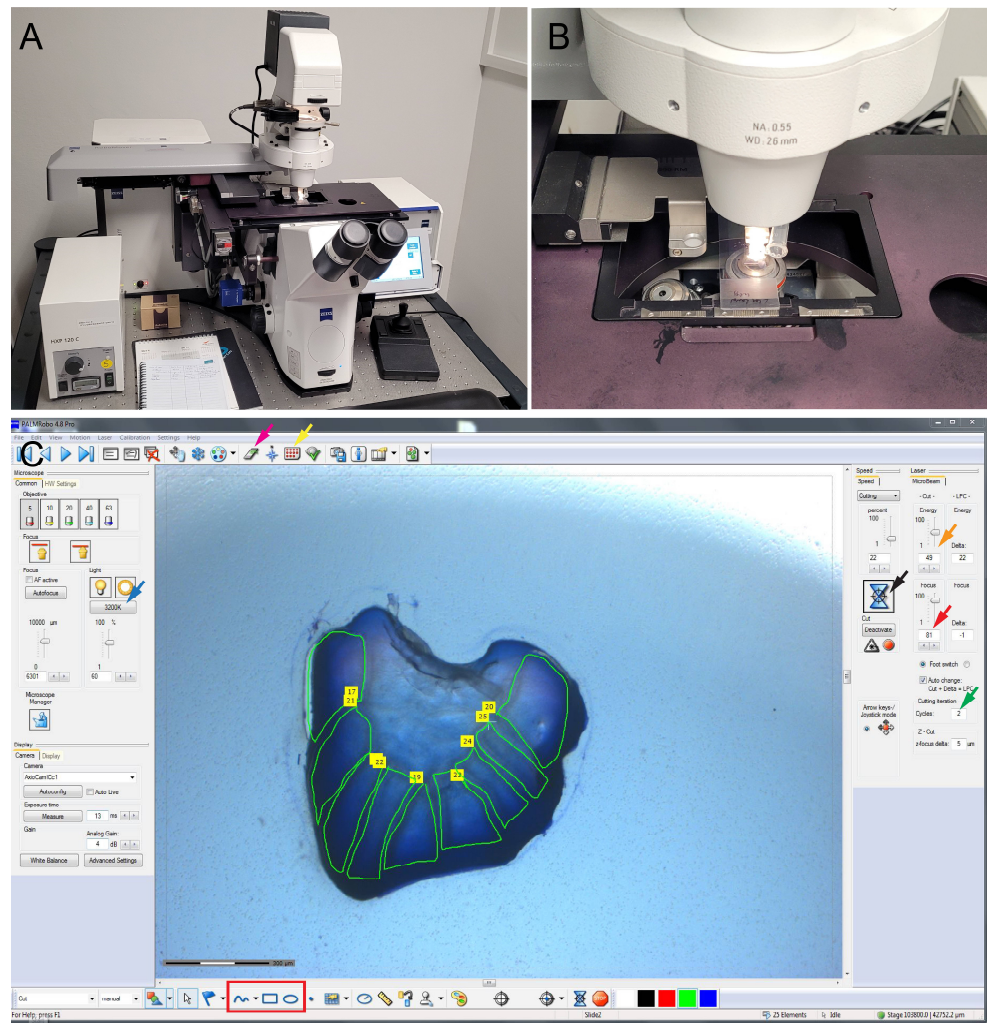 A
B
NA: 0.55
WD: 26 mm
ZEISS
HXP 120 C
C
PALMRobo 4.8 Pro
File Edit View Motion Laser Calibration Settings Help
Microscope
Common HW Settings
Objective
5 10 20 40 63
Focus
Focus
AF active
Autofocus
10000 um
0
6301
Light
3200K
100 %
1
60
Microscope
Manager
Display
Camera Display
Camera
AxioCamICc1
Autoconfig
Auto Live
Exposure time
Measure
13 ms
Gain
Analog Gain:
4 dB
White Balance
Advanced Settings
17
21
22
19
23
24
25
20
300 µm
Speed
Speed
Cutting
percent
100
1
22
Cut
Deactivate
Arrow keys-/
Joystick mode
Laser
MicroBeam
- Cut - - LPC -
Energy Energy
100
1
Delta:
49 22
Focus Focus
100
1
Delta:
81 -1
Foot switch
Auto change:
Cut + Delta = LPC
Cutting iteration
Cycles: 2
Z - Cut
z-focus delta: 5 µm
Cut
manual
For Help, press F1
Slide2
25 Elements
Idle
Stage 103800.0 | 42752.2 µm